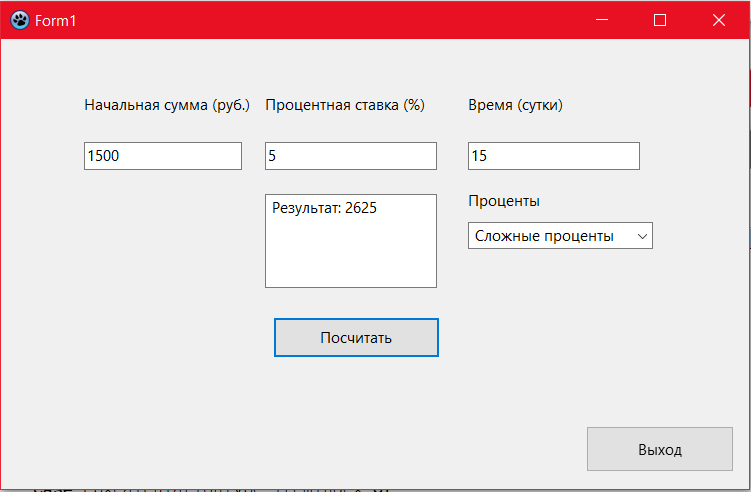 Form1
Начальная сумма (руб.) Процентная ставка (%) Время (сутки)
1500 5 15
Результат: 2625
Проценты
Сложные проценты
Посчитать
Выход